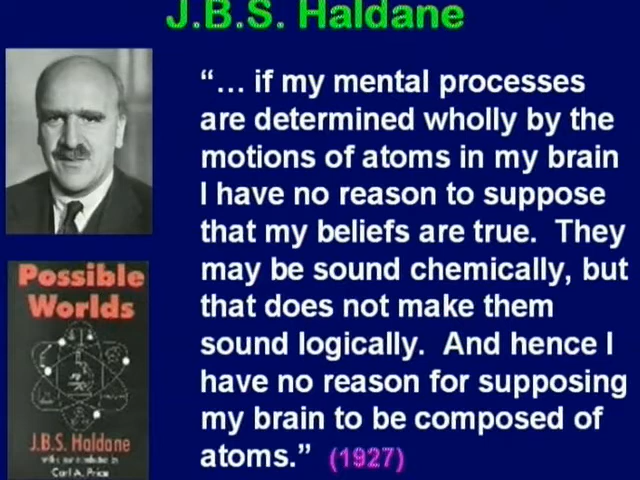 J.B.S. Haldane
“... if my mental processes
are determined wholly by the
motions of atoms in my brain
I have no reason to suppose
that my beliefs are true.  They
may be sound chemically, but
that does not make them
sound logically.  And hence I
have no reason for supposing
my brain to be composed of
atoms.”  (1927)
Possible
Worlds
J.B.S. Haldane
Carl A. Price